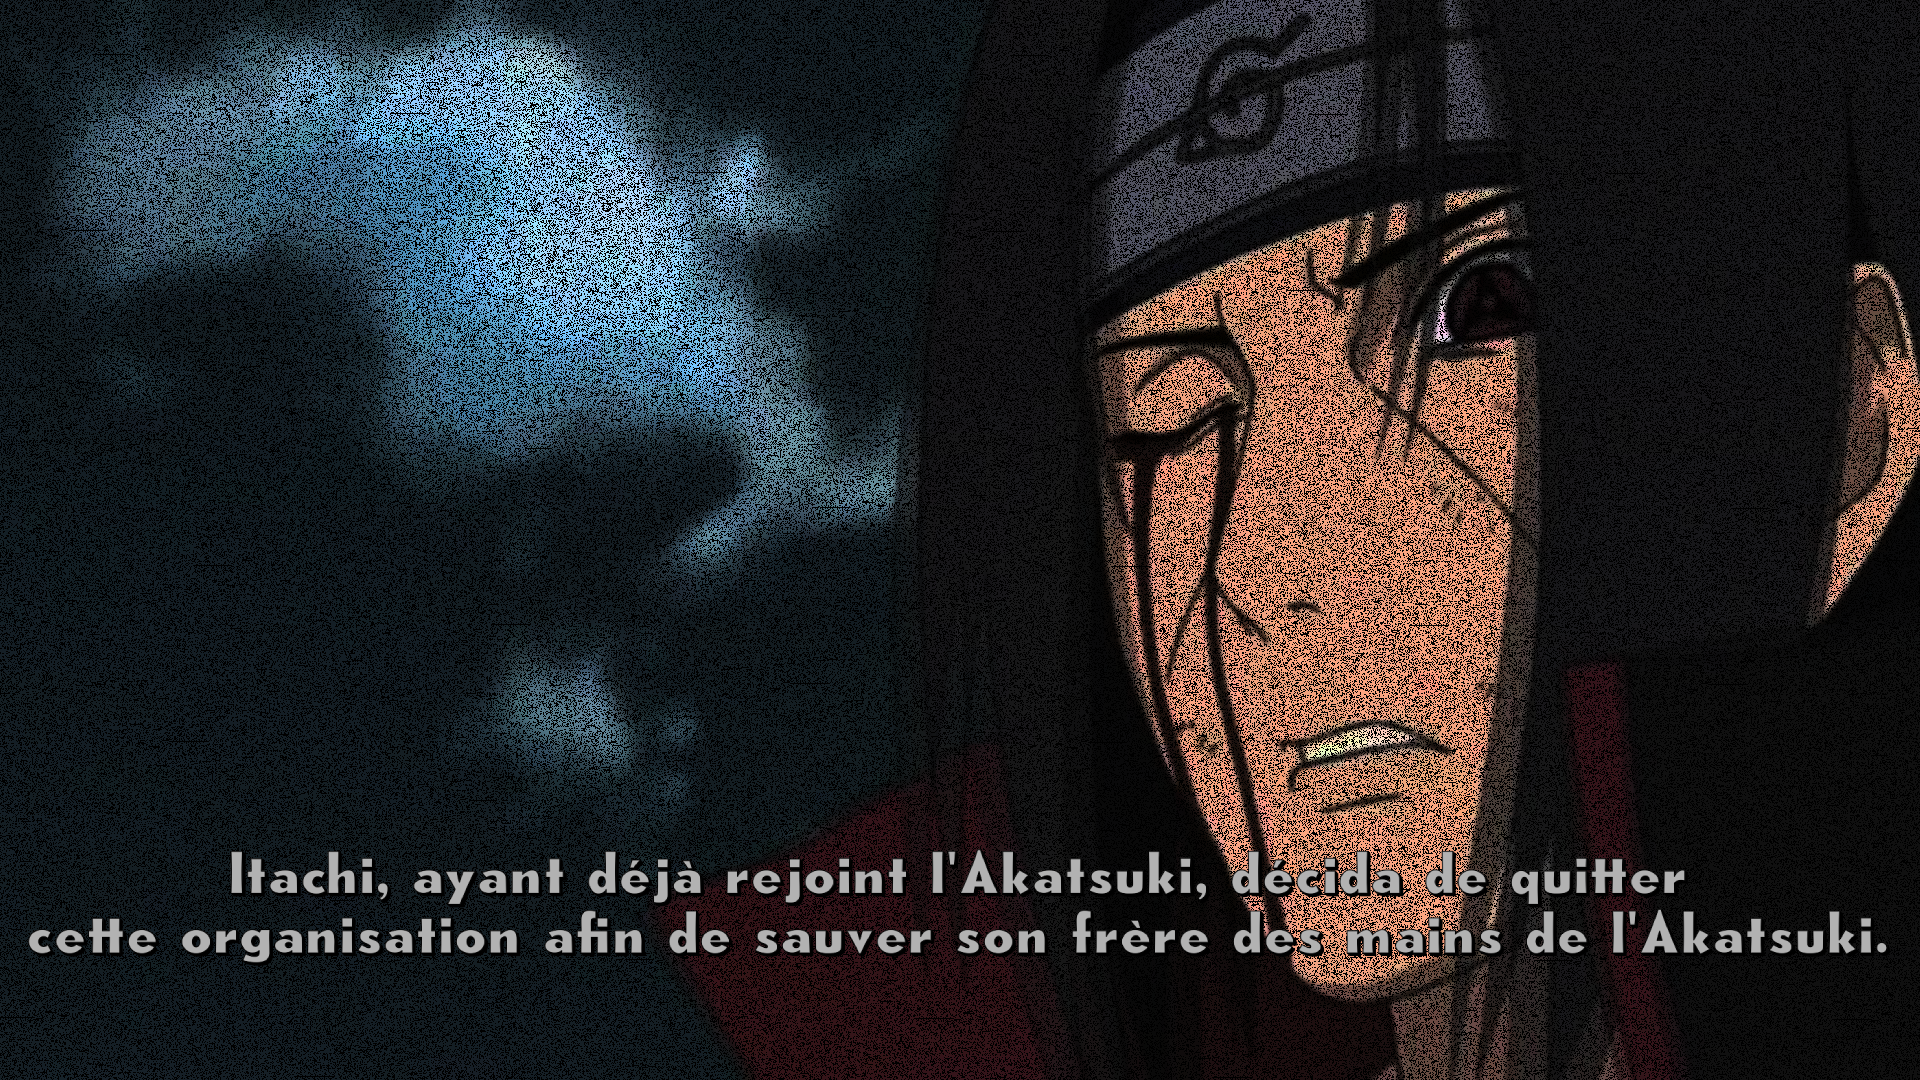 Itachi, ayant déjà rejoint l'Akatsuki, décida de quitter
cette organisation afin de sauver son frère des mains de l'Akatsuki.